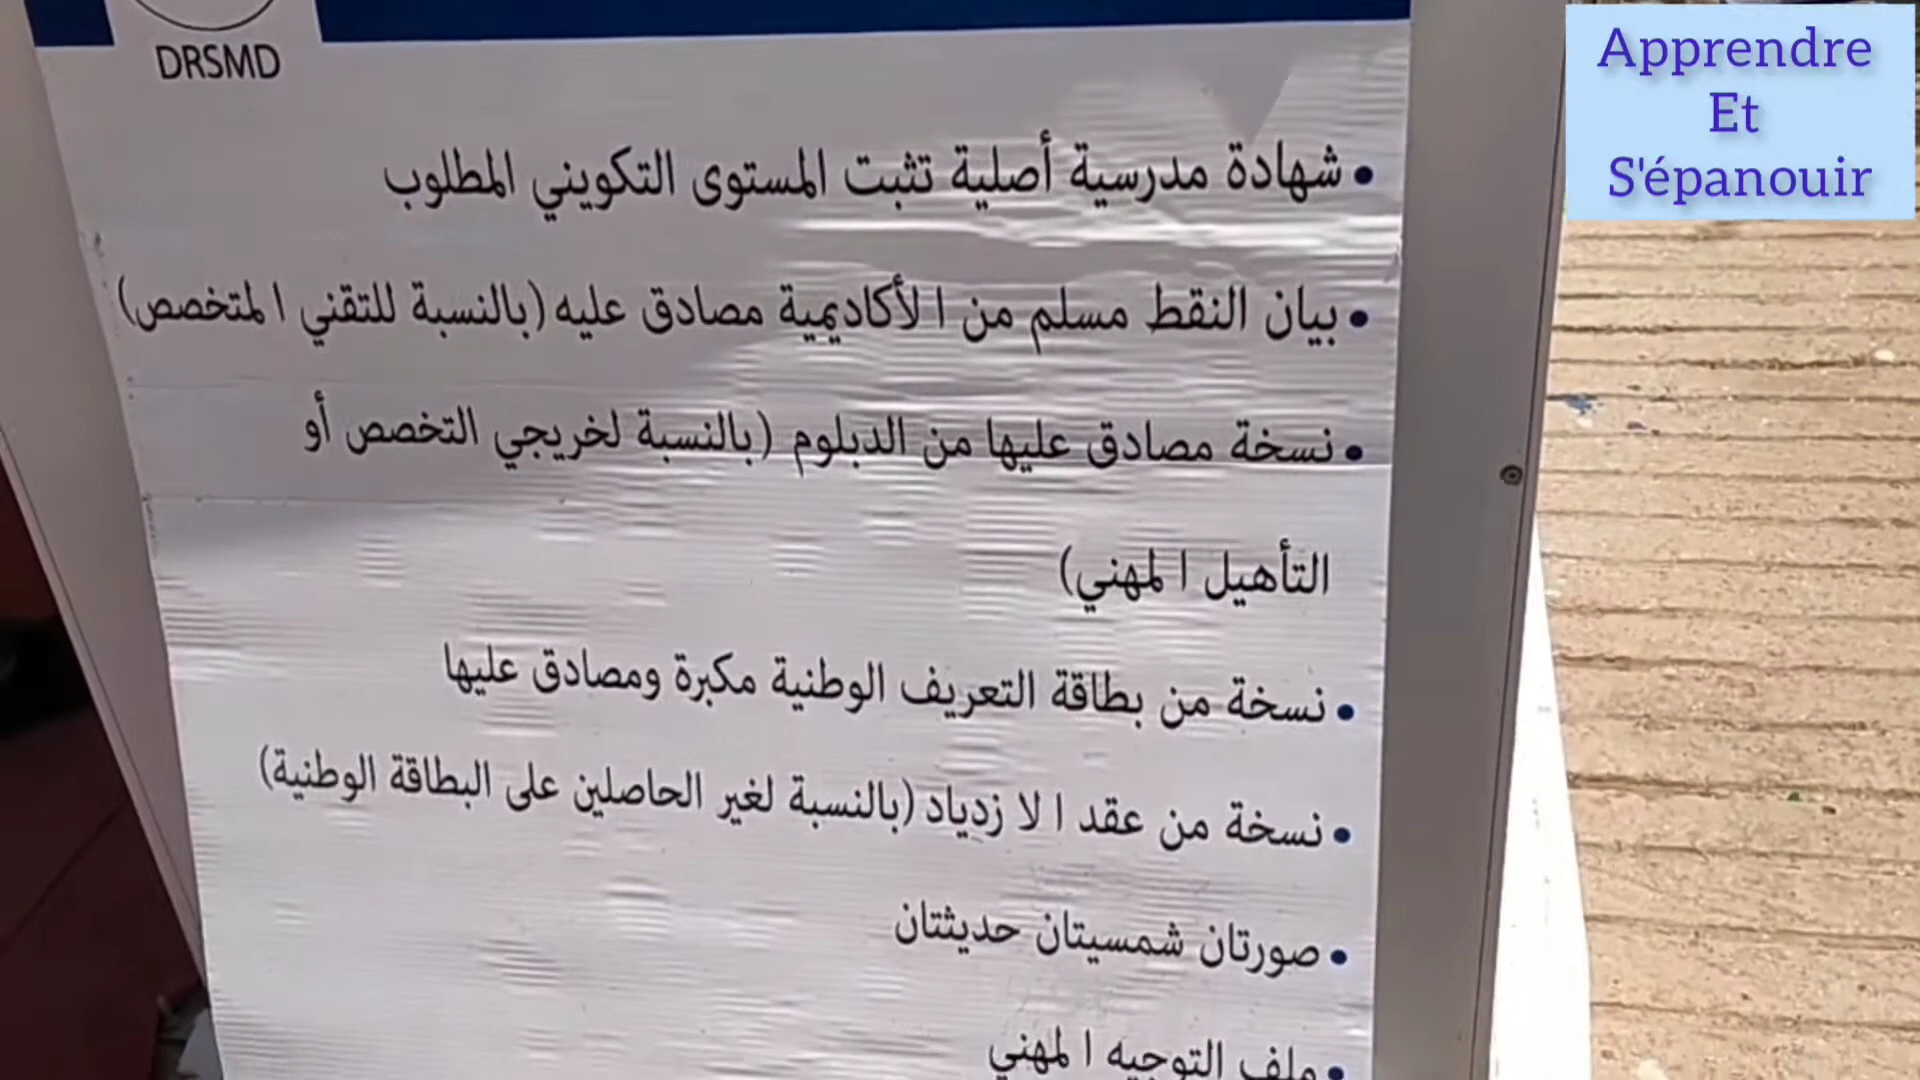 DRSMD
Apprendre
Et
S'épanouir
• شهادة مدرسية أصلية تثبت المستوى التكويني المطلوب
• بيان النقط مسلم من الأكاديمية مصادق عليه (بالنسبة للتقني المتخصص)
• نسخة مصادق عليها من الدبلوم (بالنسبة لخريجي التخصص أو
التأهيل المهني)
• نسخة من بطاقة التعريف الوطنية مكبرة ومصادق عليها
• نسخة من عقد الازدياد (بالنسبة لغير الحاصلين على البطاقة الوطنية)
• صورتان شمسيتان حديثتان
• ملف التوجيه المهني